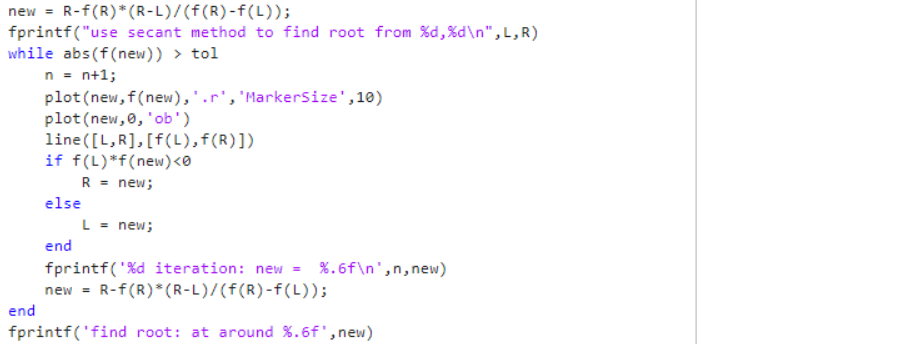 new = R-f(R)*(R-L)/(f(R)-f(L));
fprintf("use secant method to find root from %d,%d\n",L,R)
while abs(f(new)) > tol
    n = n+1;
    plot(new,f(new),'.r','MarkerSize',10)
    plot(new,0,'ob')
    line([L,R],[f(L),f(R)])
    if f(L)*f(new)<0
        R = new;
    else
        L = new;
    end
    fprintf('%d iteration: new =  %.6f\n',n,new)
    new = R-f(R)*(R-L)/(f(R)-f(L));
end
fprintf('find root: at around %.6f',new)